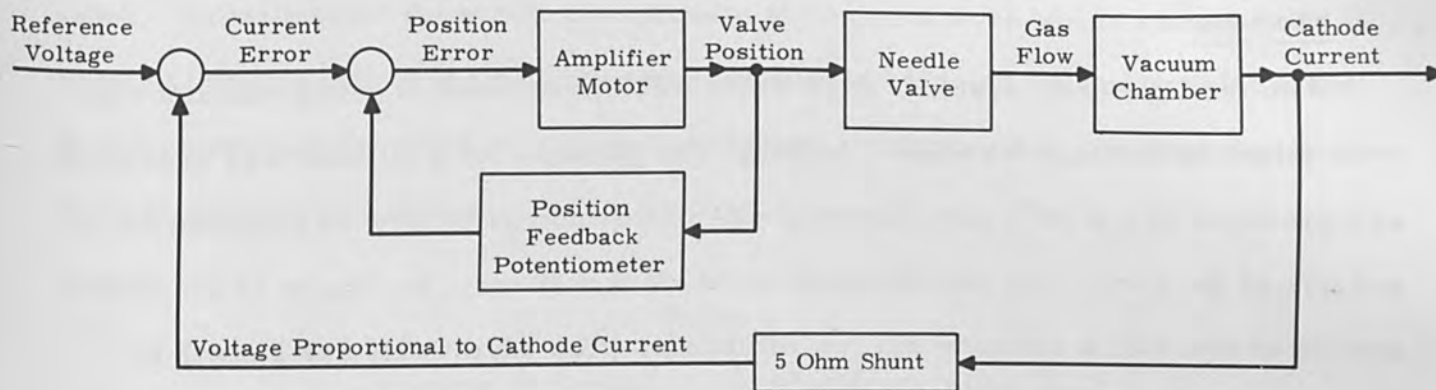 Reference
Voltage
Current
Error
Position
Error
Amplifier
Motor
Valve
Position
Needle
Valve
Gas
Flow
Vacuum
Chamber
Cathode
Current
Position
Feedback
Potentiometer
Voltage Proportional to Cathode Current
5 Ohm Shunt